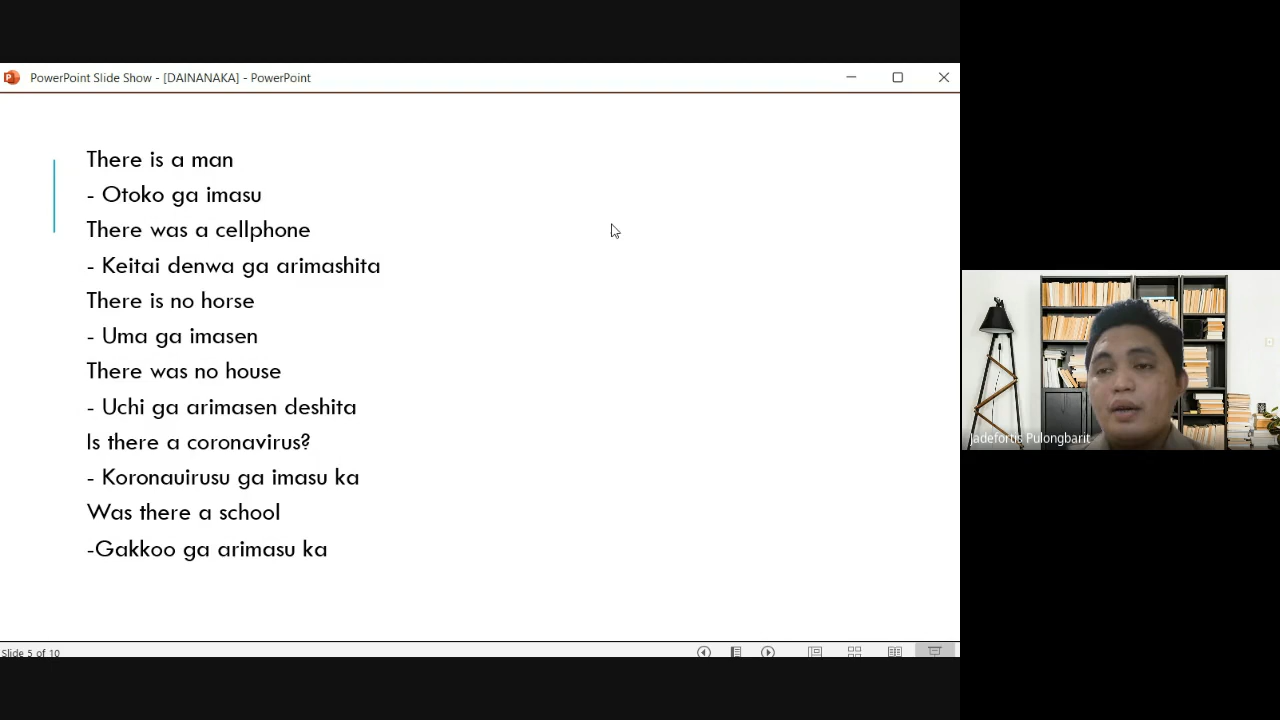 PowerPoint Slide Show - [DAINANAKA] - PowerPoint
There is a man
- Otoko ga imasu
There was a cellphone
- Keitai denwa ga arimashita
There is no horse
- Uma ga imasen
There was no house
- Uchi ga arimasen deshita
Is there a coronavirus?
- Koronauirusu ga imasu ka
Was there a school
-Gakkoo ga arimasu ka
Slide 5 of 10
Jadefortis Pulongbarit